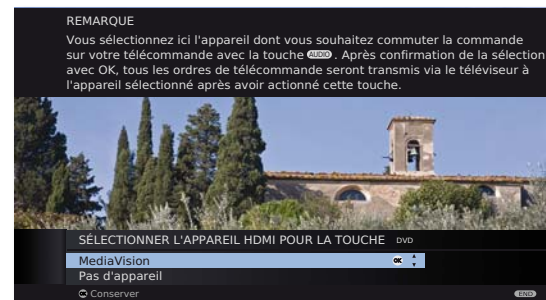 REMARQUE
Vous sélectionnez ici l'appareil dont vous souhaitez commuter la commande
sur votre télécommande avec la touche AUDIO . Après confirmation de la sélection
avec OK, tous les ordres de télécommande seront transmis via le téléviseur à
l'appareil sélectionné après avoir actionné cette touche.
SÉLECTIONNER L'APPAREIL HDMI POUR LA TOUCHE DVD
MediaVision OK
Pas d'appareil
OK Conserver END